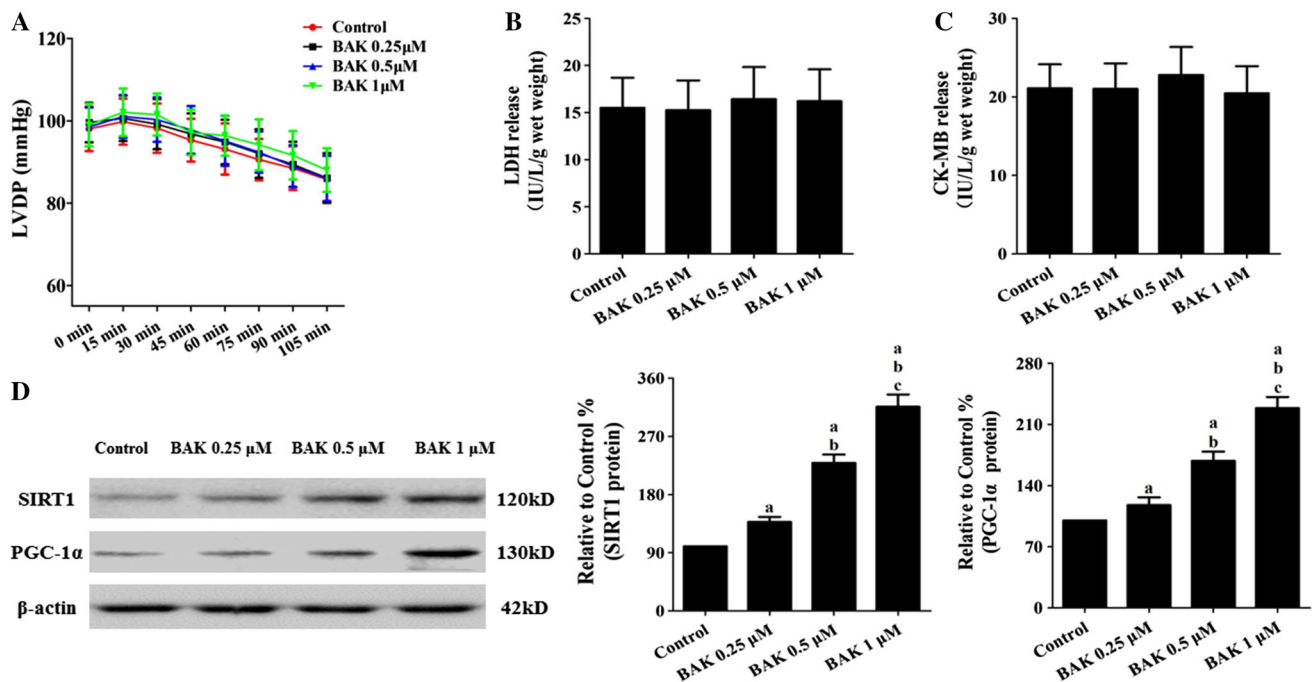 A
120
100
80
60
LVDP (mmHg)
Control
BAK 0.25μM
BAK 0.5μM
BAK 1μM
0 min
15 min
30 min
45 min
60 min
75 min
90 min
105 min
B
25
20
15
10
5
0
LDH release
(IU/L/g wet weight)
Control
BAK 0.25 μM
BAK 0.5 μM
BAK 1 μM
C
30
20
10
0
CK-MB release
(IU/L/g wet weight)
Control
BAK 0.25 μM
BAK 0.5 μM
BAK 1 μM
D
Control BAK 0.25 μM BAK 0.5 μM BAK 1 μM
SIRT1 120kD
PGC-1α 130kD
β-actin 42kD
360
270
180
90
0
Relative to Control %
(SIRT1 protein)
a
a
b
a
b
c
Control
BAK 0.25 μM
BAK 0.5 μM
BAK 1 μM
280
210
140
70
0
Relative to Control %
(PGC-1α protein)
a
a
b
a
b
c
Control
BAK 0.25 μM
BAK 0.5 μM
BAK 1 μM